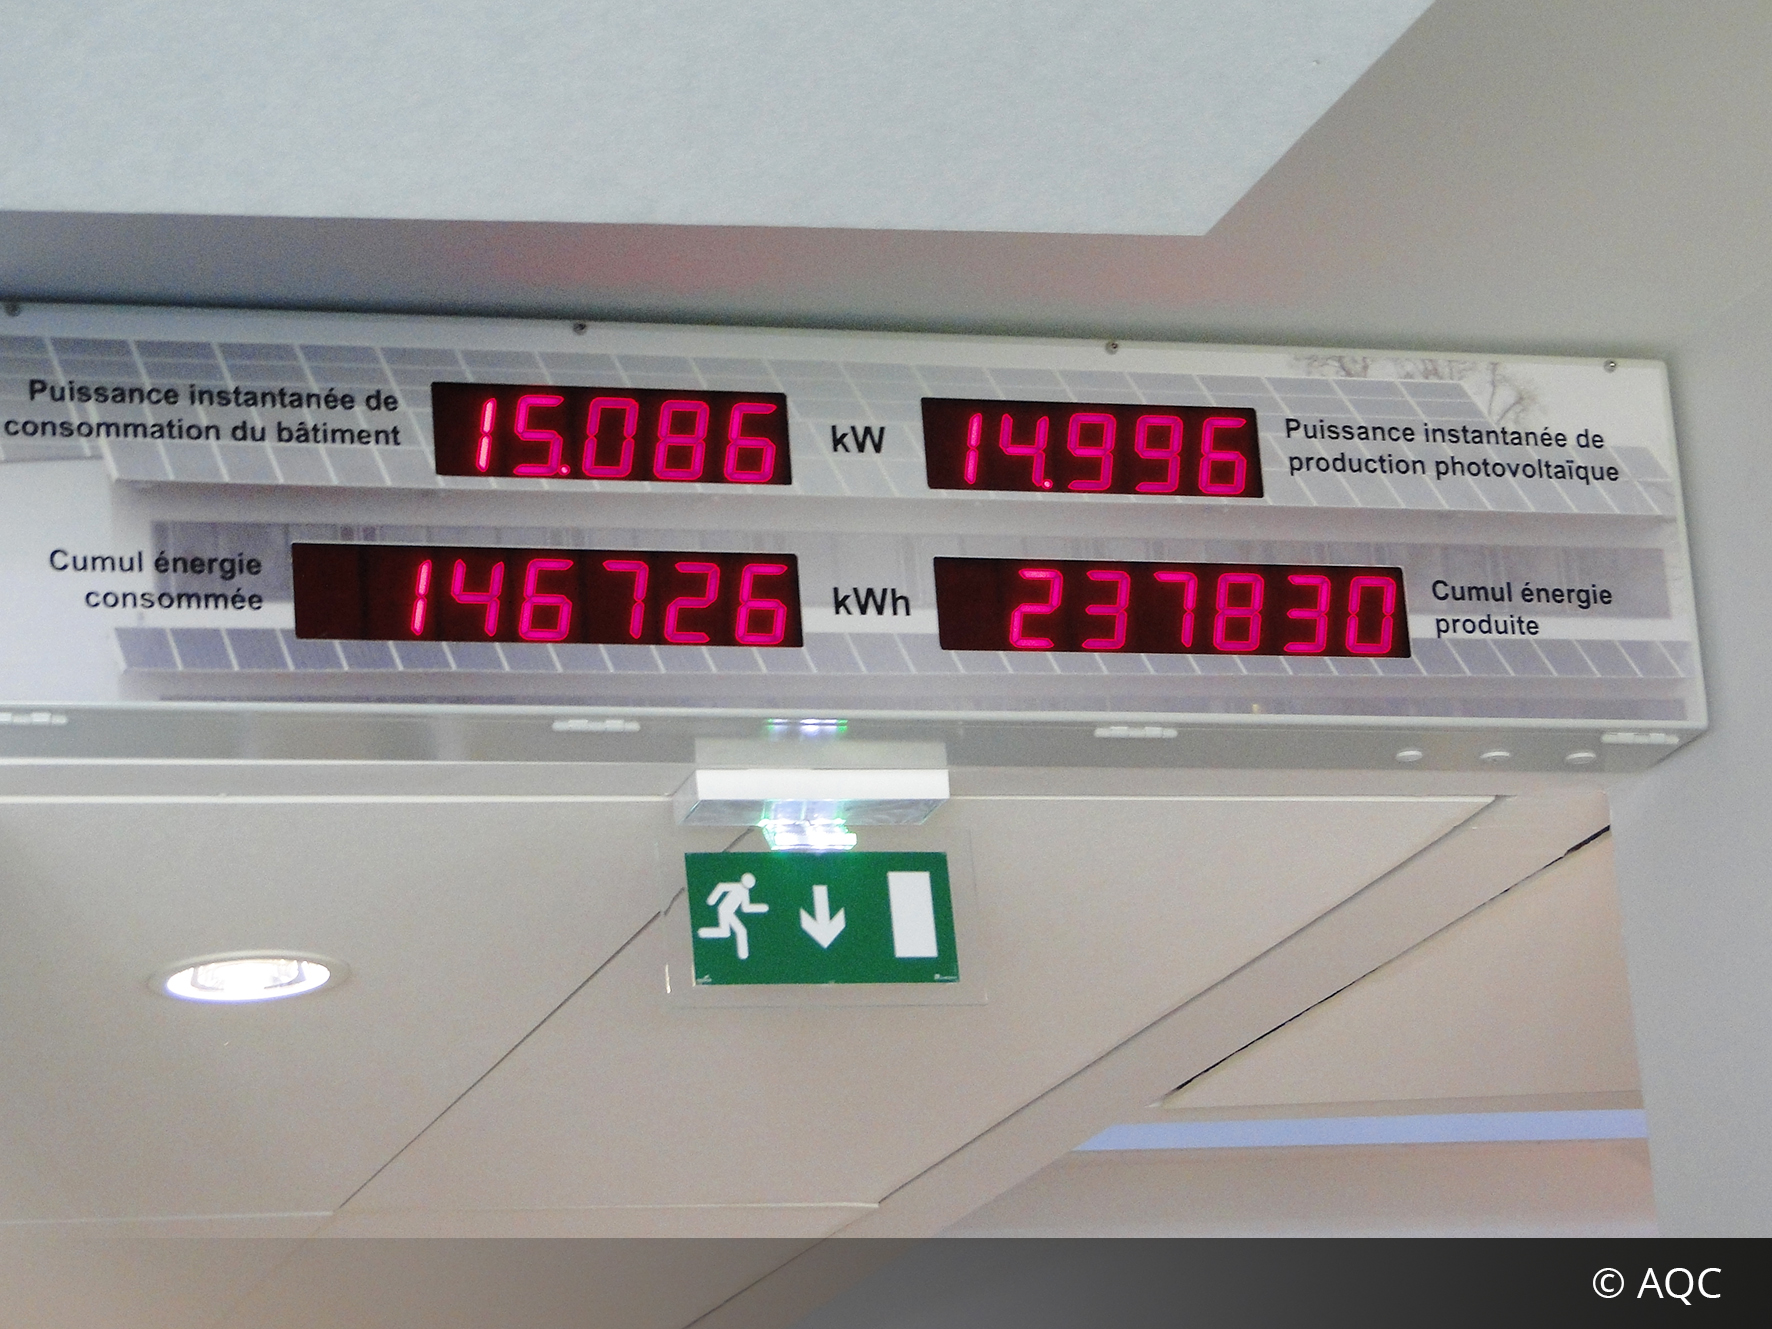 Puissance instantanée de
consommation du bâtiment
15.086
kW
14.996
Puissance instantanée de
production photovoltaïque
Cumul énergie
consommée
146726
kWh
237830
Cumul énergie
produite
© AQC